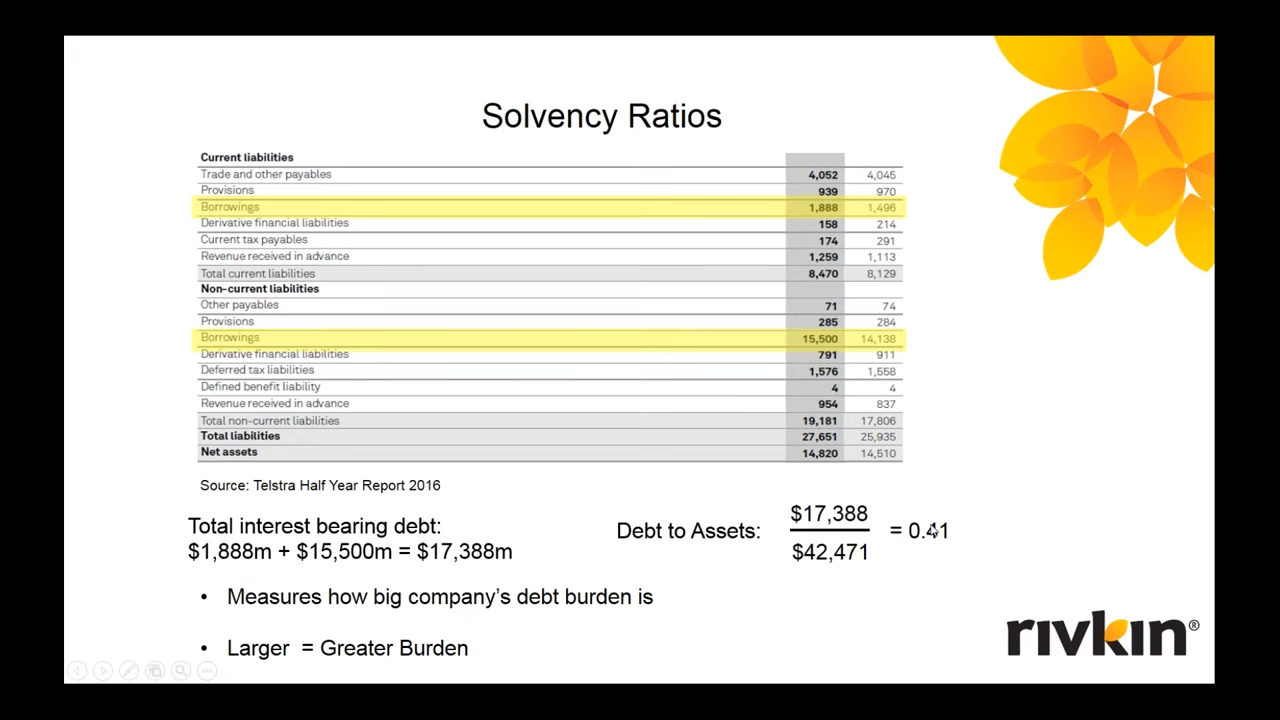 Solvency Ratios
Current liabilities
Trade and other payables 4,052 4,045
Provisions 939 970
Borrowings 1,888 1,496
Derivative financial liabilities 158 214
Current tax payables 174 291
Revenue received in advance 1,259 1,113
Total current liabilities 8,470 8,129
Non-current liabilities
Other payables 71 74
Provisions 285 284
Borrowings 15,500 14,138
Derivative financial liabilities 791 911
Deferred tax liabilities 1,576 1,558
Defined benefit liability 4 4
Revenue received in advance 954 837
Total non-current liabilities 19,181 17,806
Total liabilities 27,651 25,935
Net assets 14,820 14,510
Source: Telstra Half Year Report 2016
Total interest bearing debt:
$1,888m + $15,500m = $17,388m
Debt to Assets: $17,388
$42,471 = 0.41
• Measures how big company's debt burden is
• Larger = Greater Burden
rivkin®